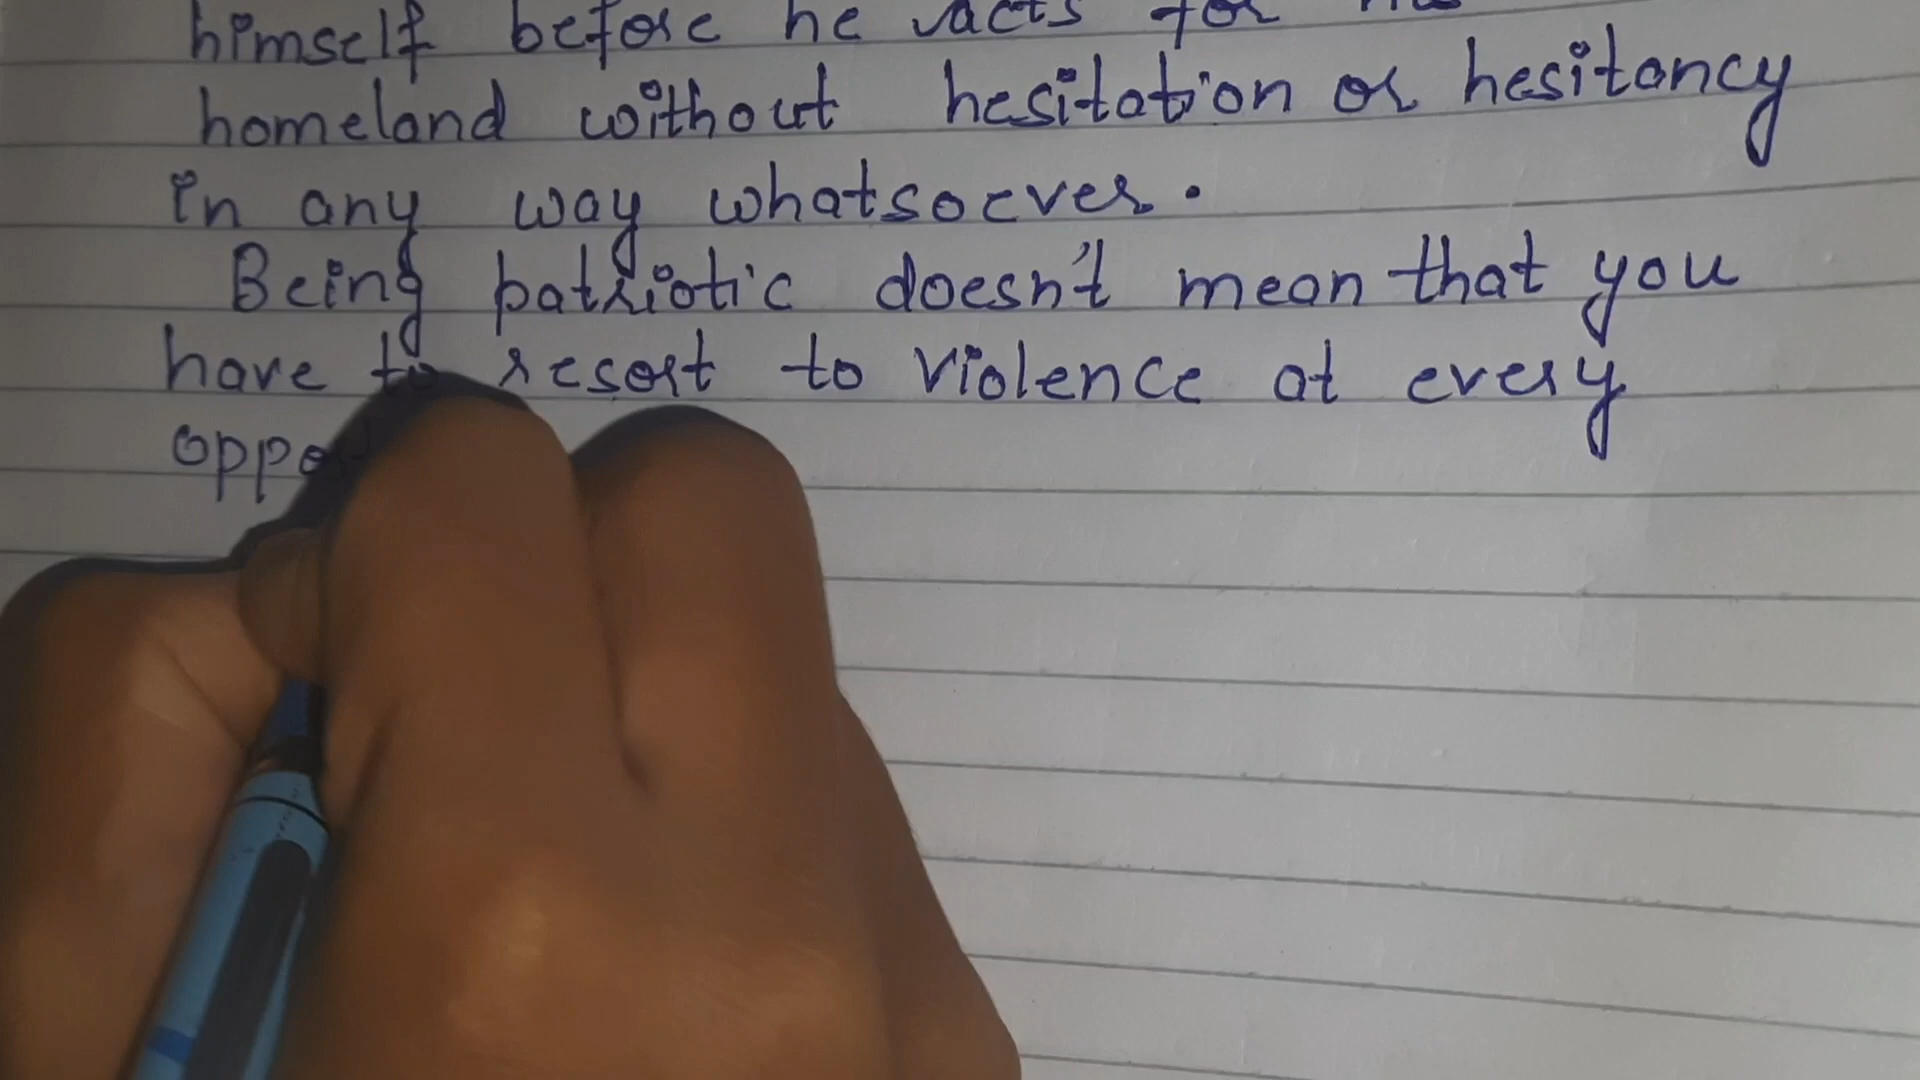 himself before he acts for
homeland without hesitation or hesitancy
in any way whatsoever.
Being patriotic doesn't mean that you
have to resort to violence at every